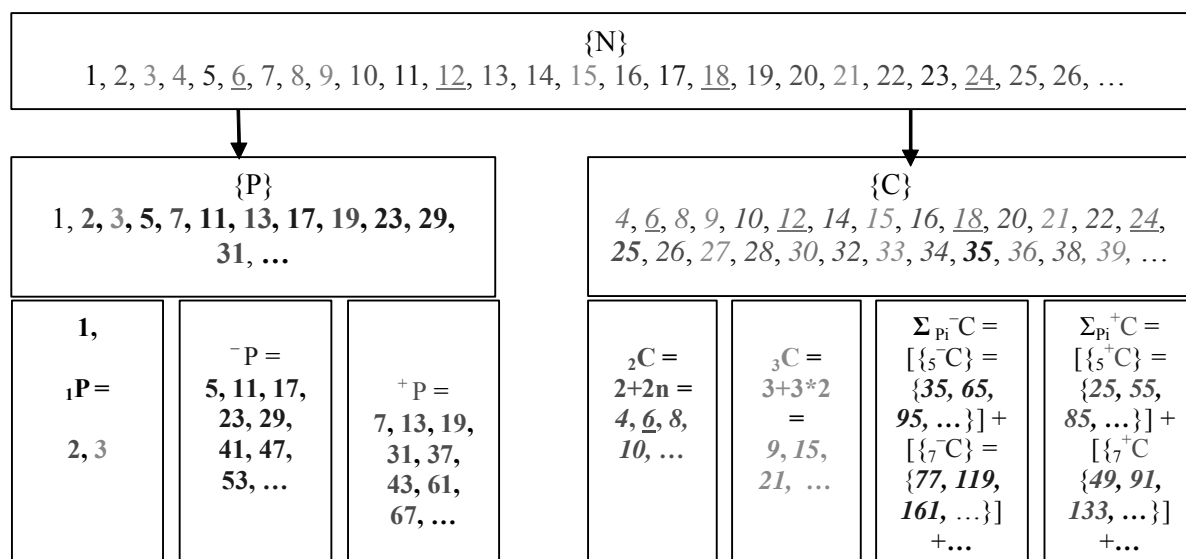 {N}
1, 2, 3, 4, 5, 6, 7, 8, 9, 10, 11, 12, 13, 14, 15, 16, 17, 18, 19, 20, 21, 22, 23, 24, 25, 26, …
{P}
1, 2, 3, 5, 7, 11, 13, 17, 19, 23, 29,
31, …
{C}
4, 6, 8, 9, 10, 12, 14, 15, 16, 18, 20, 21, 22, 24,
25, 26, 27, 28, 30, 32, 33, 34, 35, 36, 38, 39, …
1,
₁P =
2, 3
⁻P =
5, 11, 17,
23, 29,
41, 47,
53, …
⁺P =
7, 13, 19,
31, 37,
43, 61,
67, …
₂C =
2+2n =
4, 6, 8,
10, …
₃C =
3+3*2
=
9, 15,
21, …
Σ Pi⁻C =
[{₅⁻C} =
{35, 65,
95, …}] +
[{₇⁻C} =
{77, 119,
161, …}]
+…
ΣPi⁺C =
[{₅⁺C} =
{25, 55,
85, …}] +
[{₇⁺C
{49, 91,
133, …}]
+…